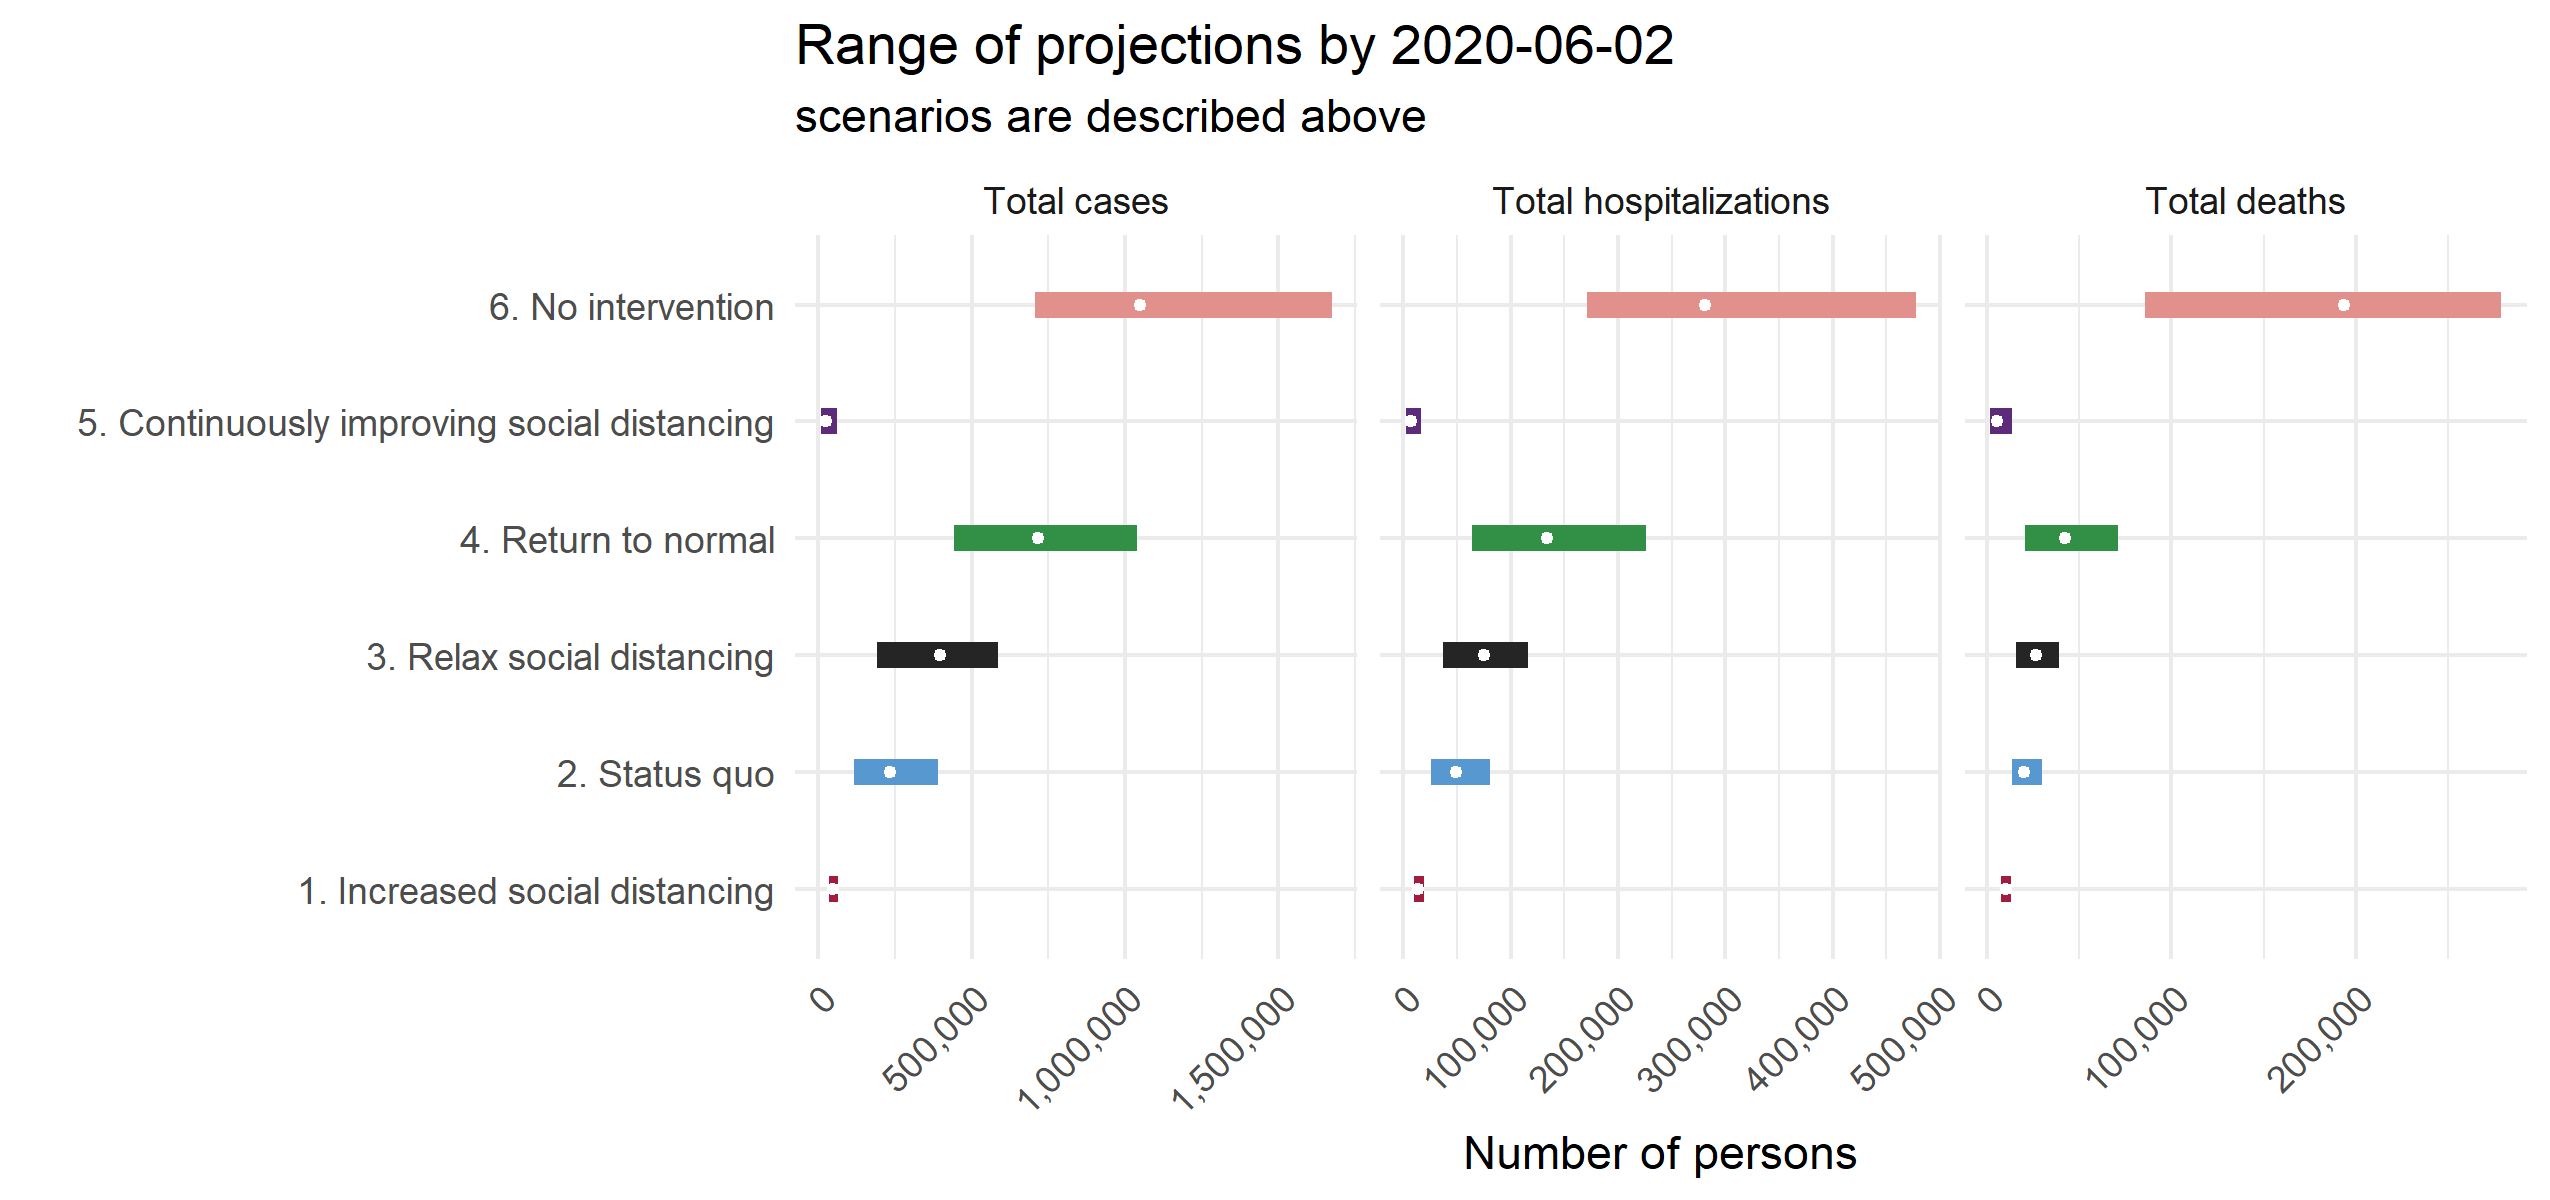 Range of projections by 2020-06-02
scenarios are described above
Total cases
Total hospitalizations
Total deaths
6. No intervention
5. Continuously improving social distancing
4. Return to normal
3. Relax social distancing
2. Status quo
1. Increased social distancing
0
500,000
1,000,000
1,500,000
0
100,000
200,000
300,000
400,000
500,000
0
100,000
200,000
Number of persons